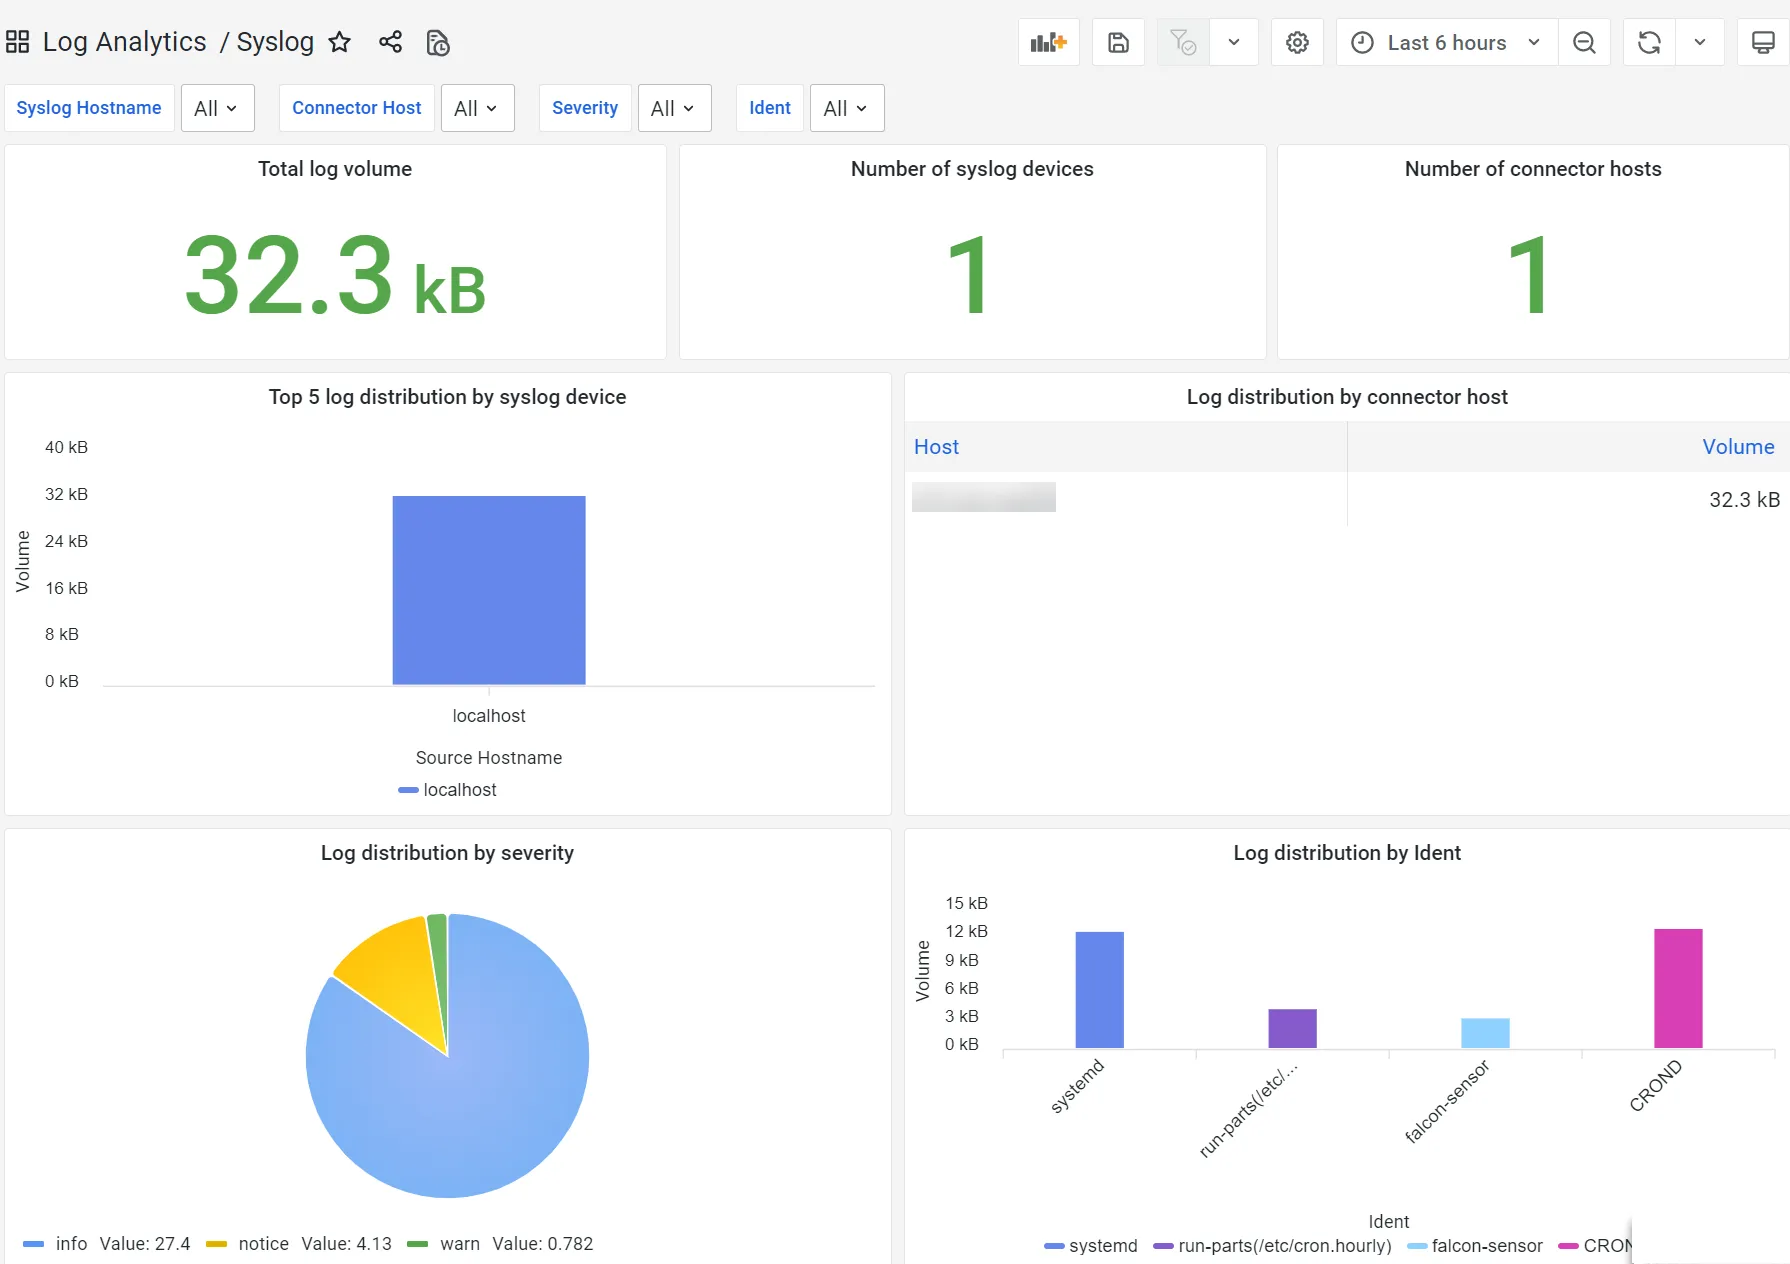 Log Analytics / Syslog
Last 6 hours
Syslog Hostname All Connector Host All Severity All Ident All
Total log volume
32.3 kB
Number of syslog devices
1
Number of connector hosts
1
Top 5 log distribution by syslog device
40 kB
32 kB
24 kB
16 kB
8 kB
0 kB
Volume
localhost
Source Hostname
localhost
Log distribution by connector host
Host Volume
32.3 kB
Log distribution by severity
info Value: 27.4 notice Value: 4.13 warn Value: 0.782
Log distribution by Ident
15 kB
12 kB
9 kB
6 kB
3 kB
0 kB
Volume
systemd
run-parts(/etc/...
falcon-sensor
CROND
Ident
systemd run-parts(/etc/cron.hourly) falcon-sensor CRON